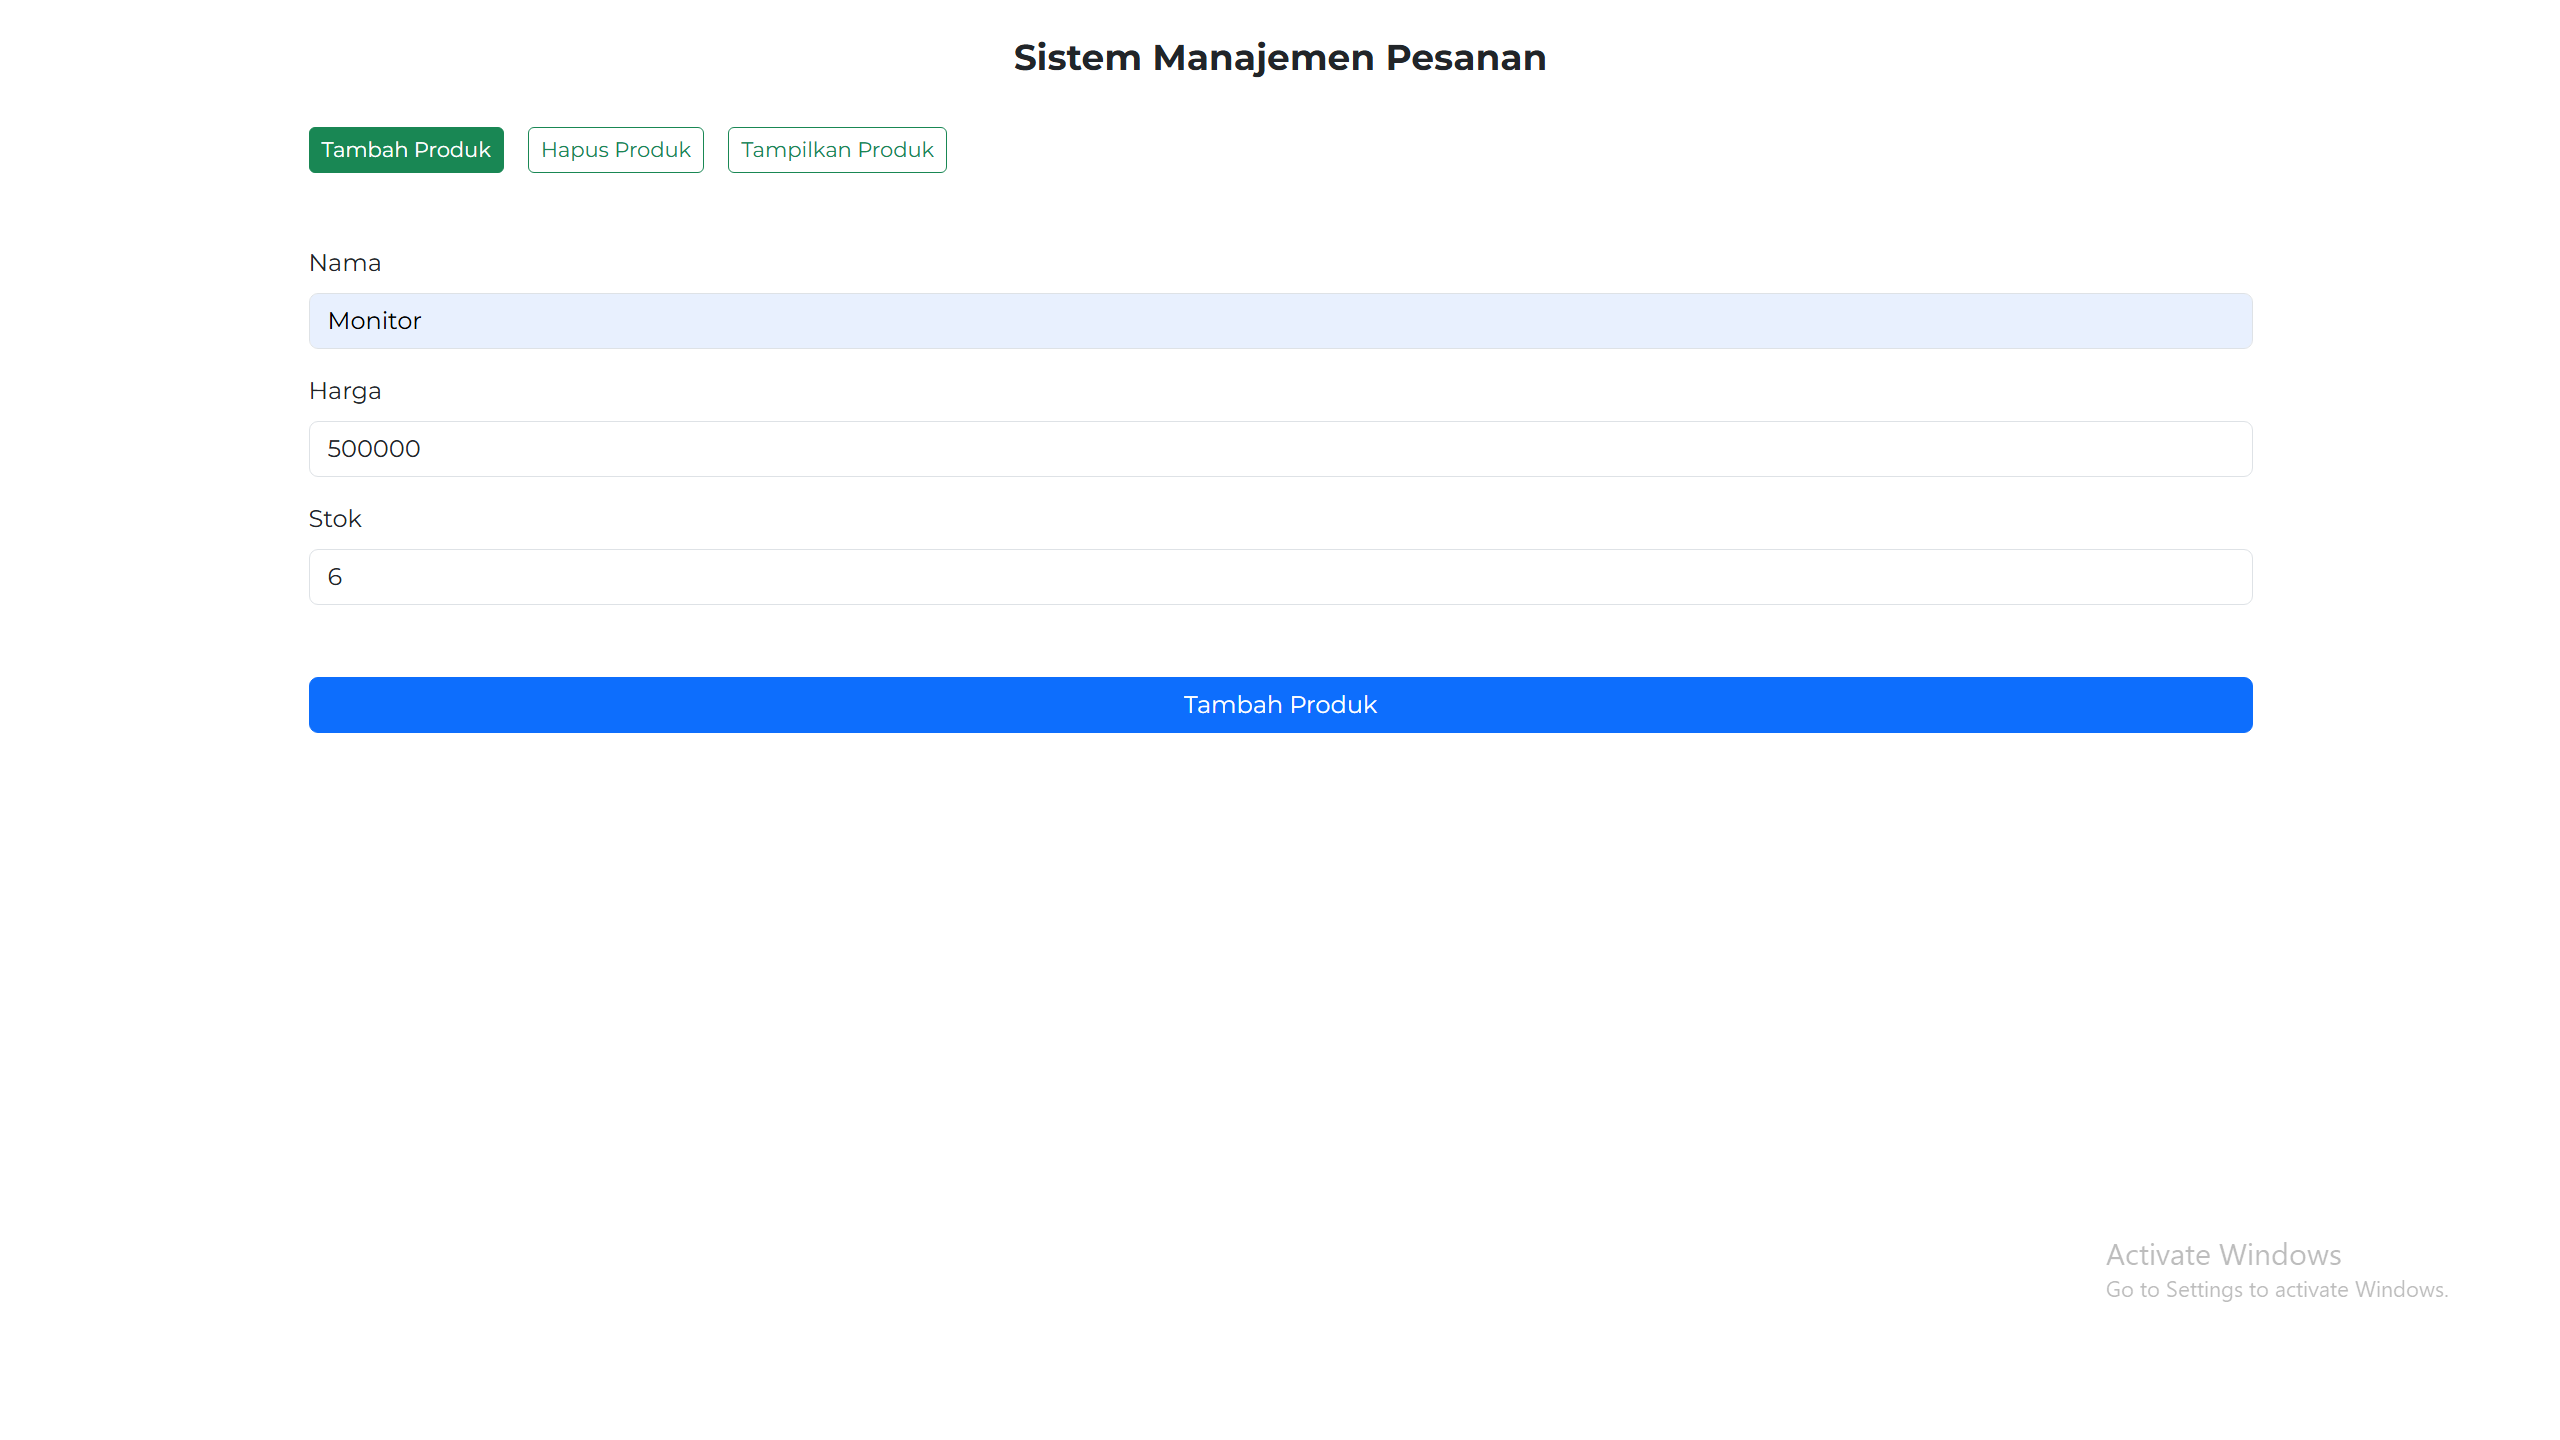 Sistem Manajemen Pesanan
Tambah Produk Hapus Produk Tampilkan Produk
Nama
Monitor
Harga
500000
Stok
6
Tambah Produk
Activate Windows
Go to Settings to activate Windows.